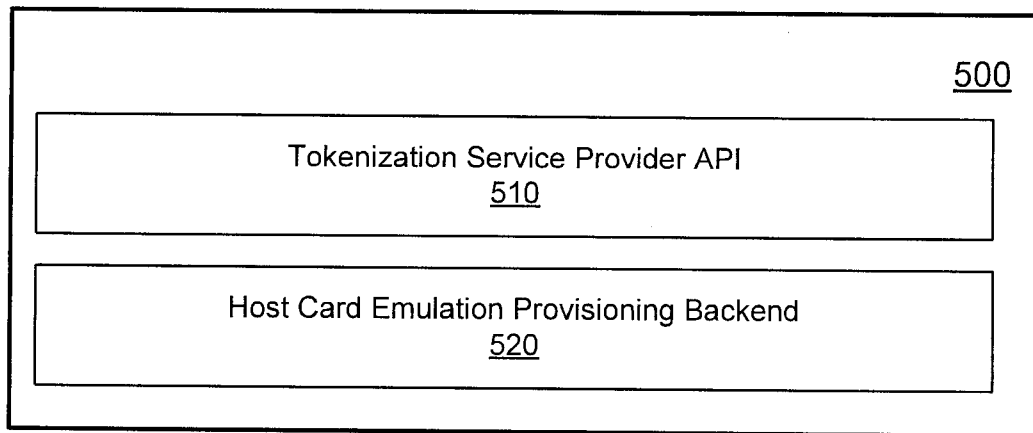 500
Tokenization Service Provider API
510
Host Card Emulation Provisioning Backend
520